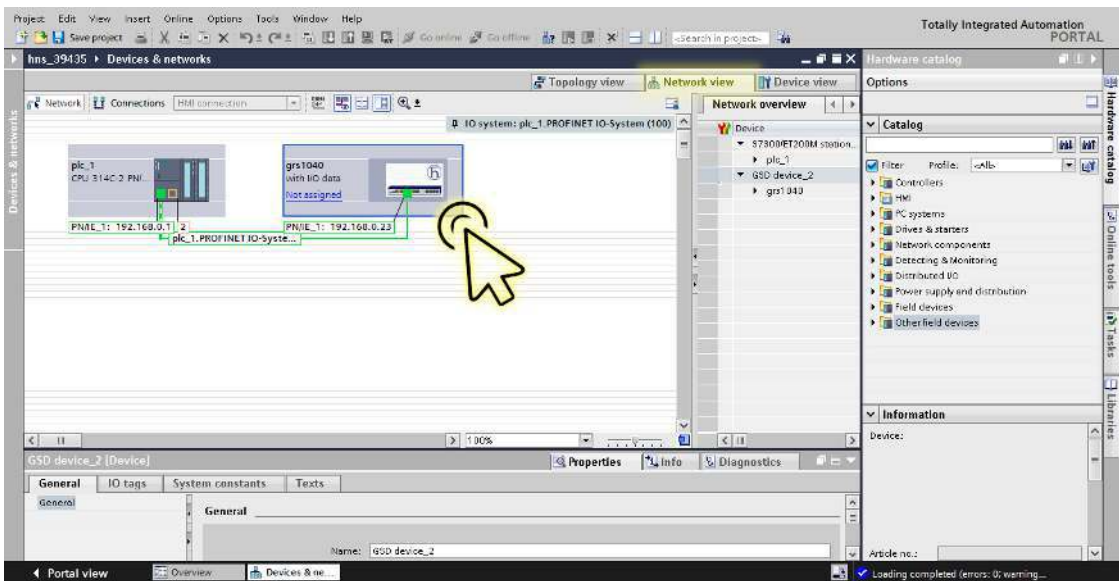 Project Edit View Insert Online Options Tools Window Help
Totally Integrated Automation
PORTAL
Save project Go online Go offline <Search in project>
hns_39435 Devices & networks
Hardware catalog
Topology view Network view Device view
Options
Network Connections HMI connection
Network overview
IO system: plc_1.PROFINET IO-System (100)
Catalog
Device
S7300/ET200M station...
plc_1
GSD device_2
grs1040
plc_1
CPU 314C-2 PN/...
grs1040
with I/O data
Not assigned
PN/IE_1: 192.168.0.1 2
PN/IE_1: 192.168.0.23
plc_1.PROFINET IO-Syste...
Filter Profile: <All>
Controllers
HMI
PC systems
Drives & starters
Network components
Detecting & Monitoring
Distributed I/O
Power supply and distribution
Field devices
Other field devices
Devices & networks
Hardware catalog
Online tools
Tasks
Libraries
Information
Device:
100%
GSD device_2 [Device]
Properties Info Diagnostics
General IO tags System constants Texts
General
General
Name: GSD device_2
Article no.:
Portal view Overview Devices & ne...
Loading completed (errors: 0; warning...